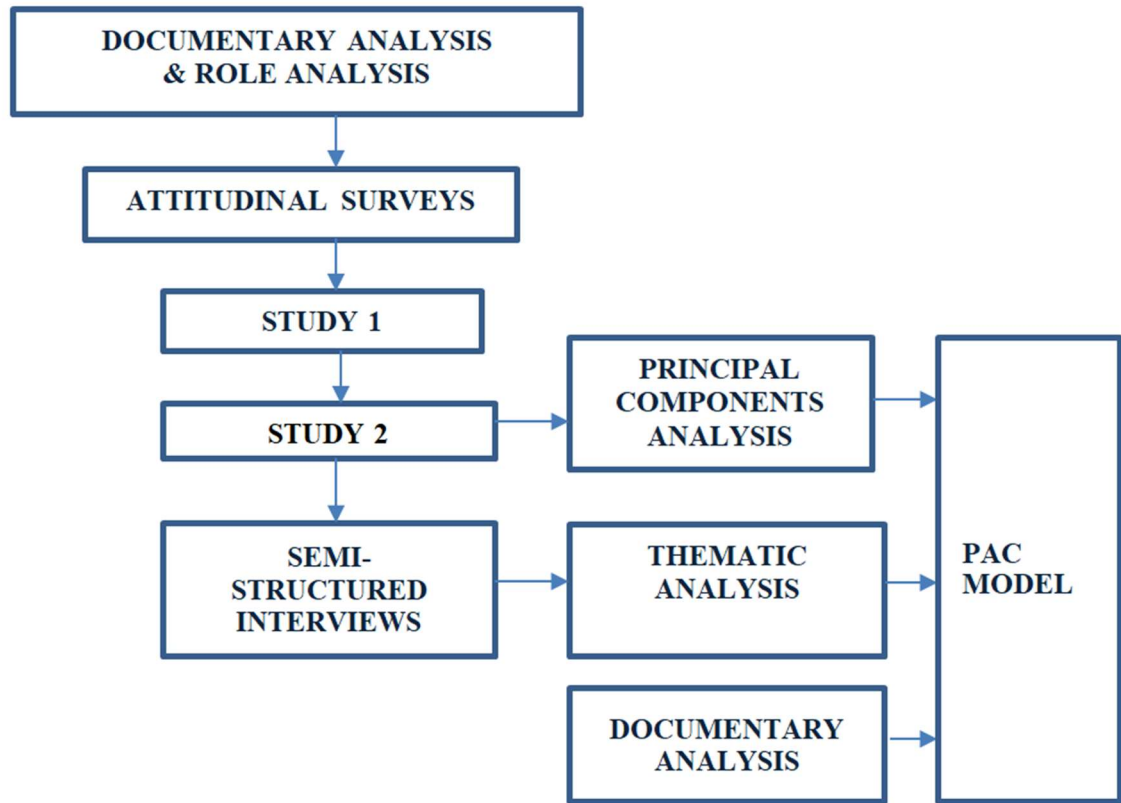 DOCUMENTARY ANALYSIS
& ROLE ANALYSIS
ATTITUDINAL SURVEYS
STUDY 1
STUDY 2
PRINCIPAL
COMPONENTS
ANALYSIS
SEMI-
STRUCTURED
INTERVIEWS
THEMATIC
ANALYSIS
DOCUMENTARY
ANALYSIS
PAC
MODEL